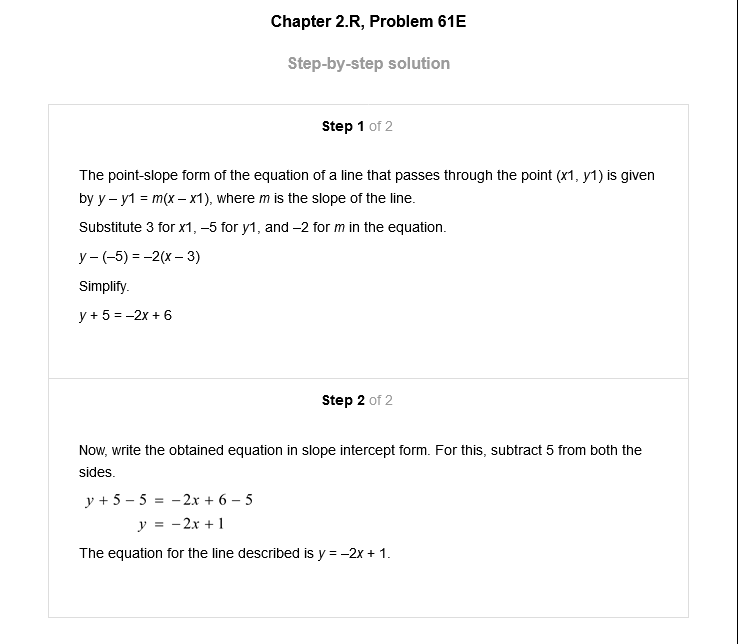 Chapter 2.R, Problem 61E
Step-by-step solution
Step 1 of 2
The point-slope form of the equation of a line that passes through the point (x1, y1) is given
by y – y1 = m(x – x1), where m is the slope of the line.
Substitute 3 for x1, –5 for y1, and –2 for m in the equation.
y – (–5) = –2(x – 3)
Simplify.
y + 5 = –2x + 6
Step 2 of 2
Now, write the obtained equation in slope intercept form. For this, subtract 5 from both the
sides.
y + 5 – 5 = – 2x + 6 – 5
y = – 2x + 1
The equation for the line described is y = –2x + 1.